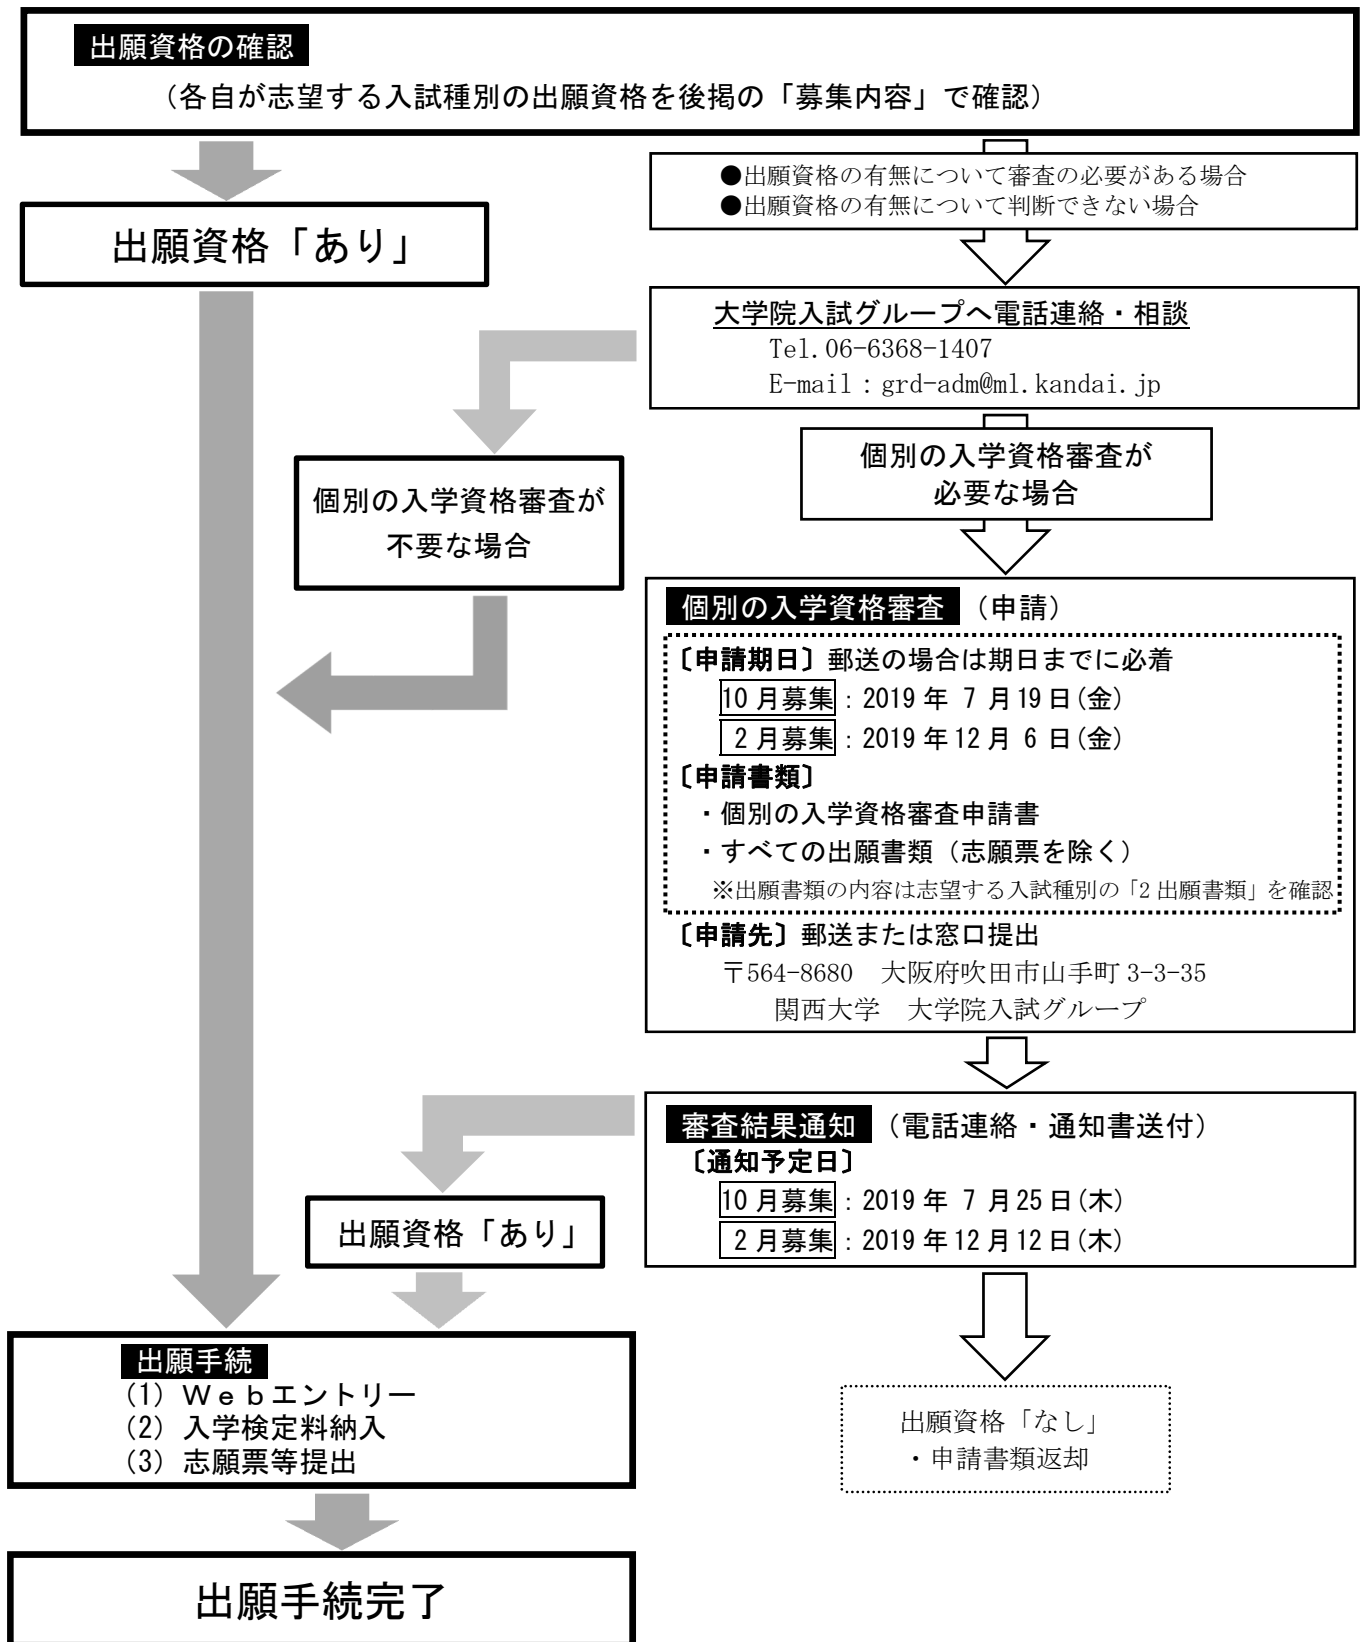 出願資格の確認
（各自が志望する入試種別の出願資格を後掲の「募集内容」で確認）
●出願資格の有無について審査の必要がある場合
●出願資格の有無について判断できない場合
出願資格「あり」
大学院入試グループへ電話連絡・相談
Tel.06-6368-1407
E-mail：grd-adm@ml.kandai.jp
個別の入学資格審査が
必要な場合
個別の入学資格審査が
不要な場合
個別の入学資格審査 （申請）
〔申請期日〕郵送の場合は期日までに必着
10月募集：2019年 7月19日(金)
2月募集：2019年12月 6日(金)
〔申請書類〕
・個別の入学資格審査申請書
・すべての出願書類（志願票を除く）
※出願書類の内容は志望する入試種別の「2出願書類」を確認
〔申請先〕郵送または窓口提出
〒564-8680　大阪府吹田市山手町3-3-35
関西大学　大学院入試グループ
審査結果通知 （電話連絡・通知書送付）
〔通知予定日〕
10月募集：2019年 7月25日(木)
2月募集：2019年12月12日(木)
出願資格「あり」
出願手続
(1) Ｗｅｂエントリー
(2) 入学検定料納入
(3) 志願票等提出
出願資格「なし」
・申請書類返却
出願手続完了